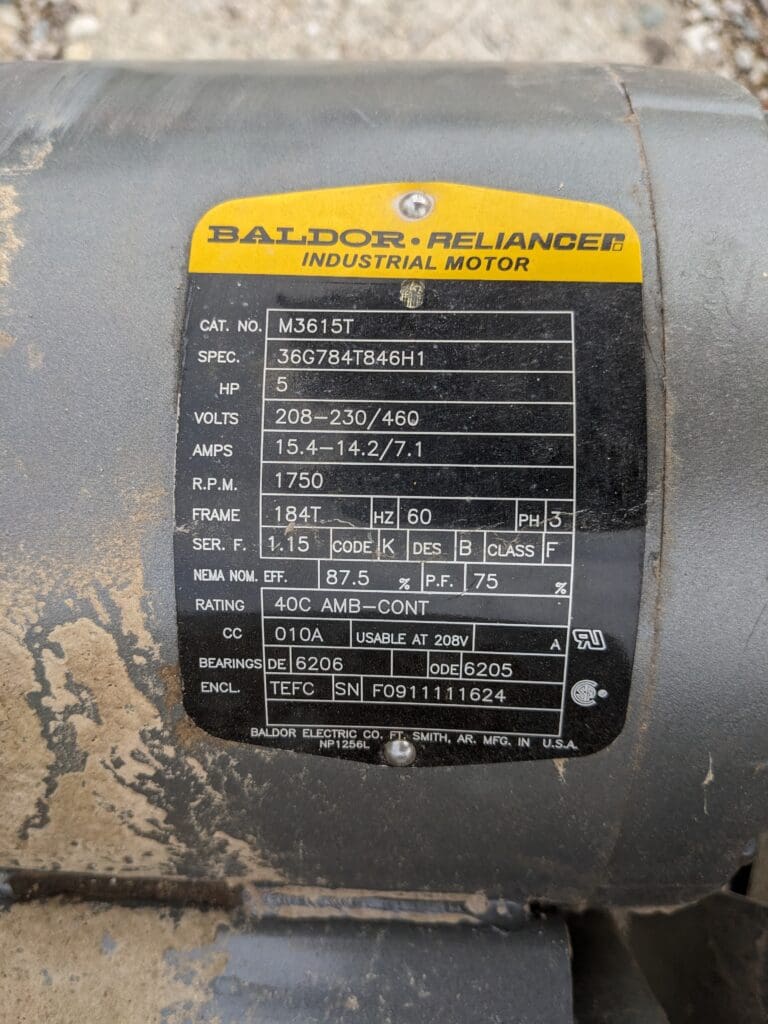 BALDOR • RELIANCE
INDUSTRIAL MOTOR
CAT. NO. M3615T
SPEC. 36G784T846H1
HP 5
VOLTS 208-230/460
AMPS 15.4-14.2/7.1
R.P.M. 1750
FRAME 184T HZ 60 PH 3
SER. F. 1.15 CODE K DES B CLASS F
NEMA NOM. EFF. 87.5 % P.F. 75 %
RATING 40C AMB-CONT
CC 010A USABLE AT 208V A
BEARINGS DE 6206 ODE 6205
ENCL. TEFC SN F0911111624
BALDOR ELECTRIC CO. FT. SMITH, AR. MFG. IN U.S.A.
NP1256L